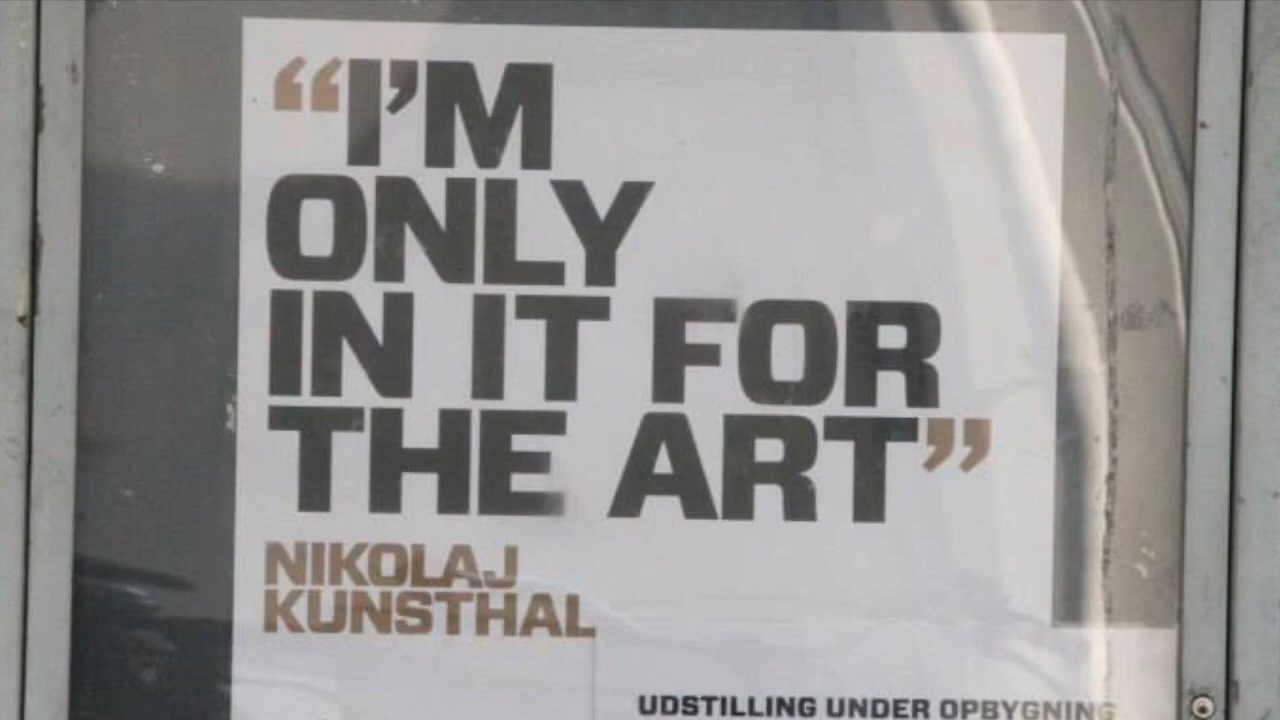 “I’M
ONLY
IN IT FOR
THE ART”
NIKOLAJ
KUNSTHAL
UDSTILLING UNDER OPBYGNING